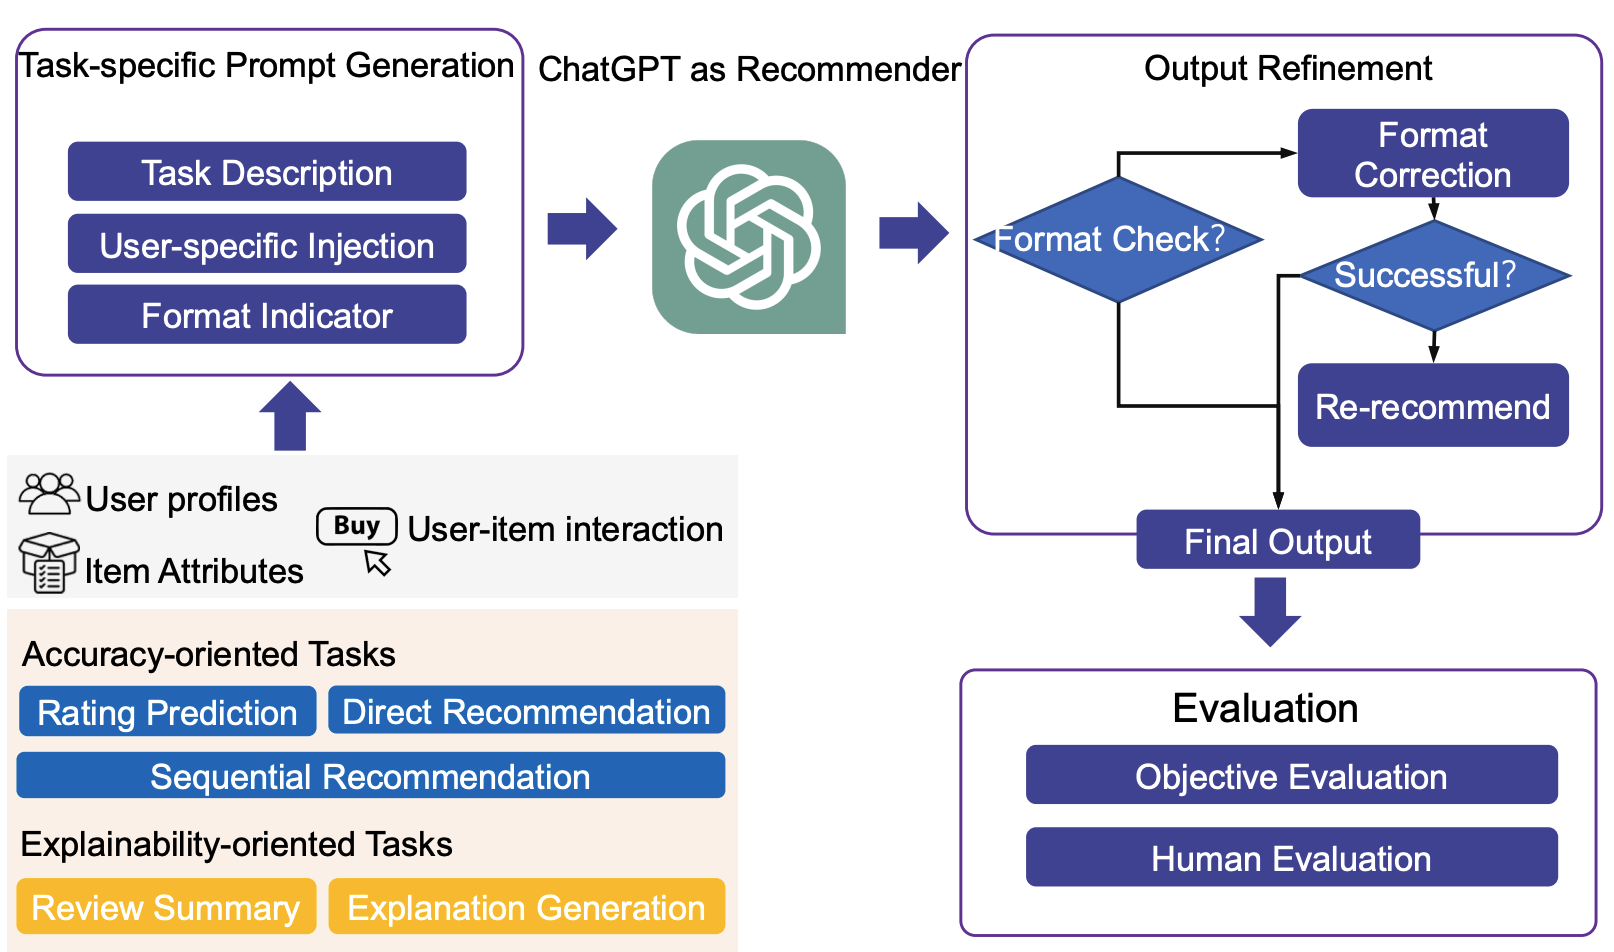 Task-specific Prompt Generation
Task Description
User-specific Injection
Format Indicator
ChatGPT as Recommender
Output Refinement
Format Check?
Format
Correction
Successful?
Re-recommend
Final Output
User profiles
Item Attributes
Buy
User-item interaction
Accuracy-oriented Tasks
Rating Prediction
Direct Recommendation
Sequential Recommendation
Explainability-oriented Tasks
Review Summary
Explanation Generation
Evaluation
Objective Evaluation
Human Evaluation